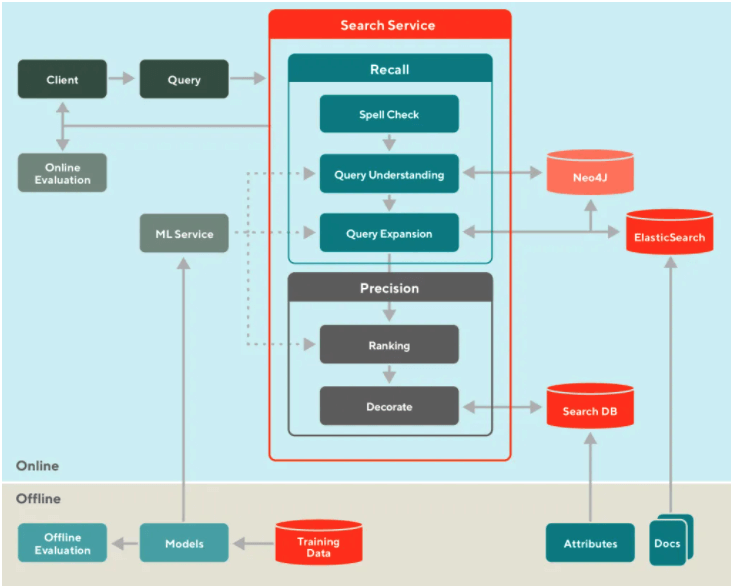 Search Service
Recall
Client
Query
Spell Check
Online
Evaluation
Query Understanding
Neo4J
ML Service
Query Expansion
ElasticSearch
Precision
Ranking
Decorate
Search DB
Online
Offline
Offline
Evaluation
Models
Training
Data
Attributes
Docs